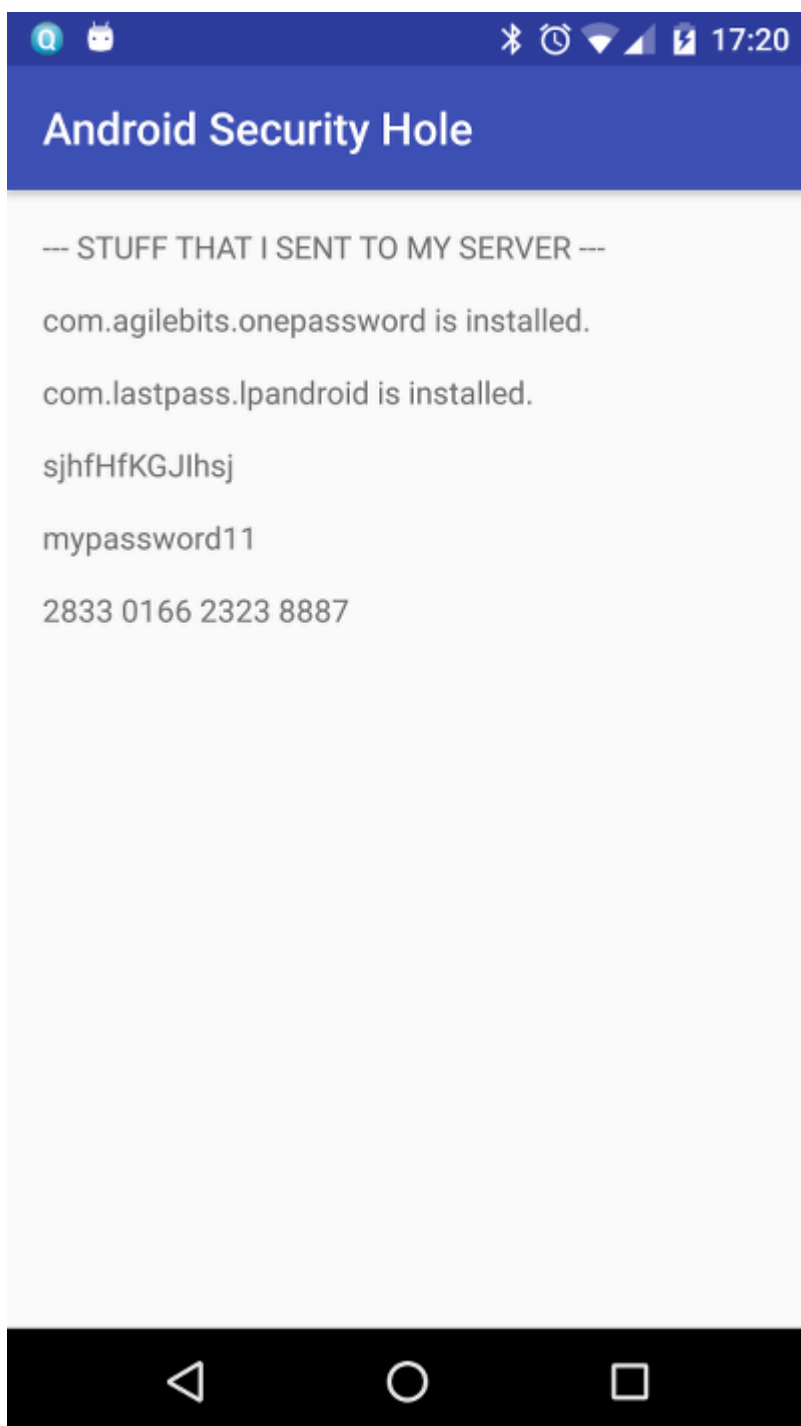 Q
17:20
Android Security Hole
--- STUFF THAT I SENT TO MY SERVER ---
com.agilebits.onepassword is installed.
com.lastpass.lpandroid is installed.
sjhfHfKGJIhsj
mypassword11
2833 0166 2323 8887